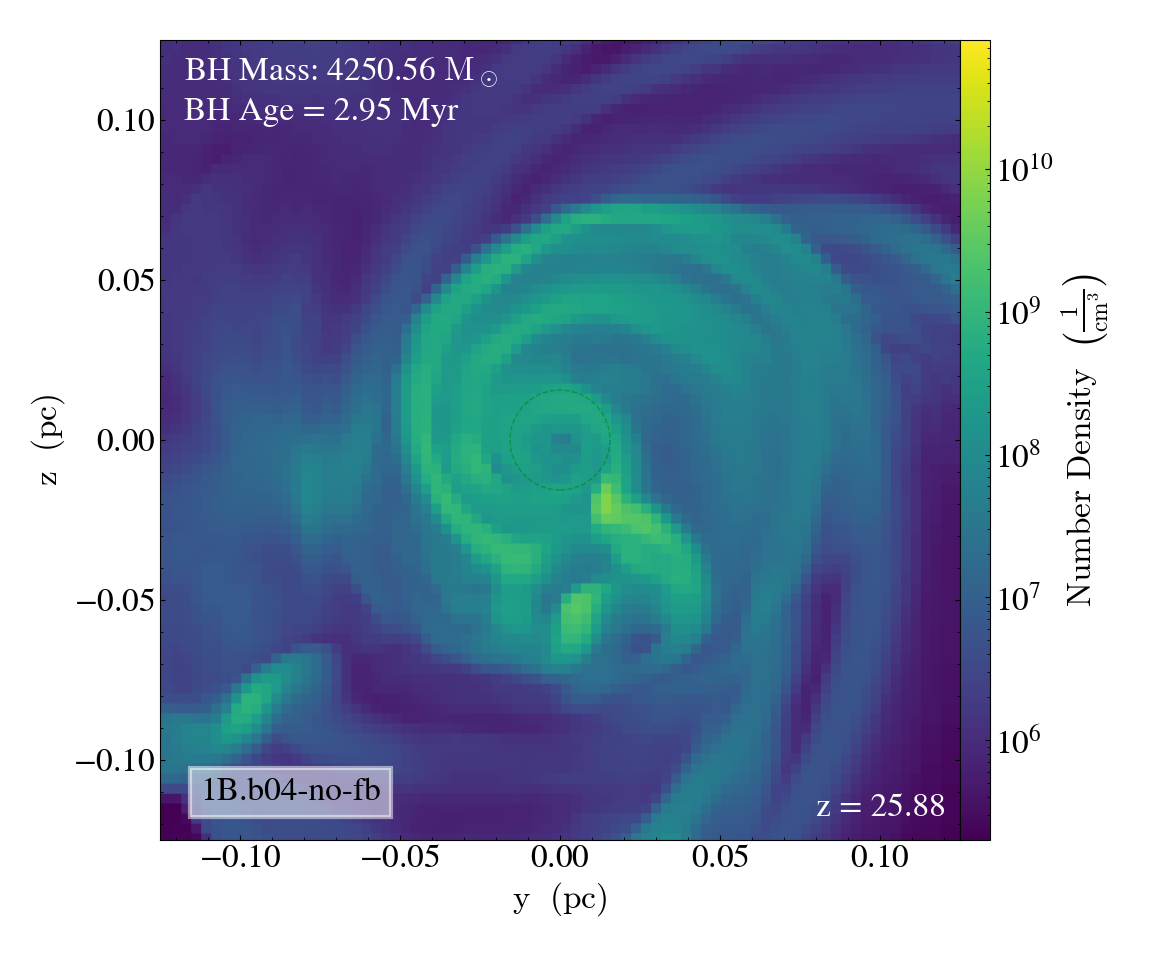 BH Mass: 4250.56 M⊙
BH Age = 2.95 Myr
0.10
0.05
0.00
−0.05
−0.10
z (pc)
1B.b04-no-fb
z = 25.88
−0.10 −0.05 0.00 0.05 0.10
y (pc)
10^10
10^9
10^8
10^7
10^6
Number Density (1/cm^3)